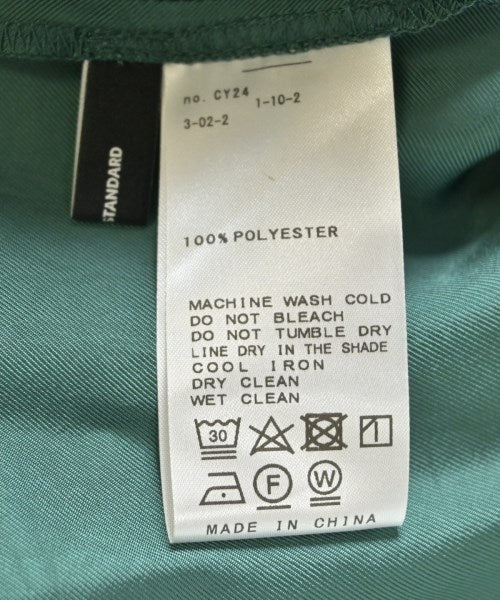 no. CY24
1-10-2
3-02-2
STANDARD
100% POLYESTER
MACHINE WASH COLD
DO NOT BLEACH
DO NOT TUMBLE DRY
LINE DRY IN THE SHADE
COOL IRON
DRY CLEAN
WET CLEAN
30
F
W
MADE IN CHINA